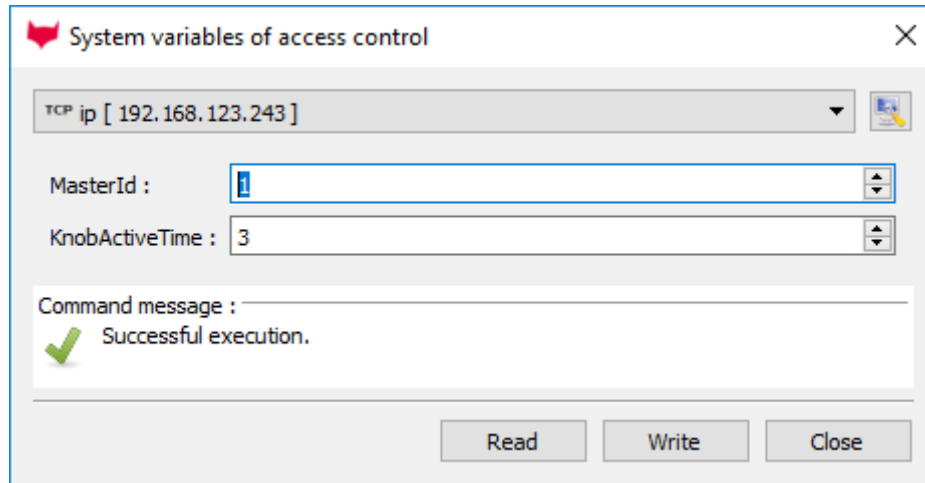 System variables of access control
TCP ip [ 192.168.123.243 ]
MasterId : 1
KnobActiveTime : 3
Command message :
Successful execution.
Read Write Close